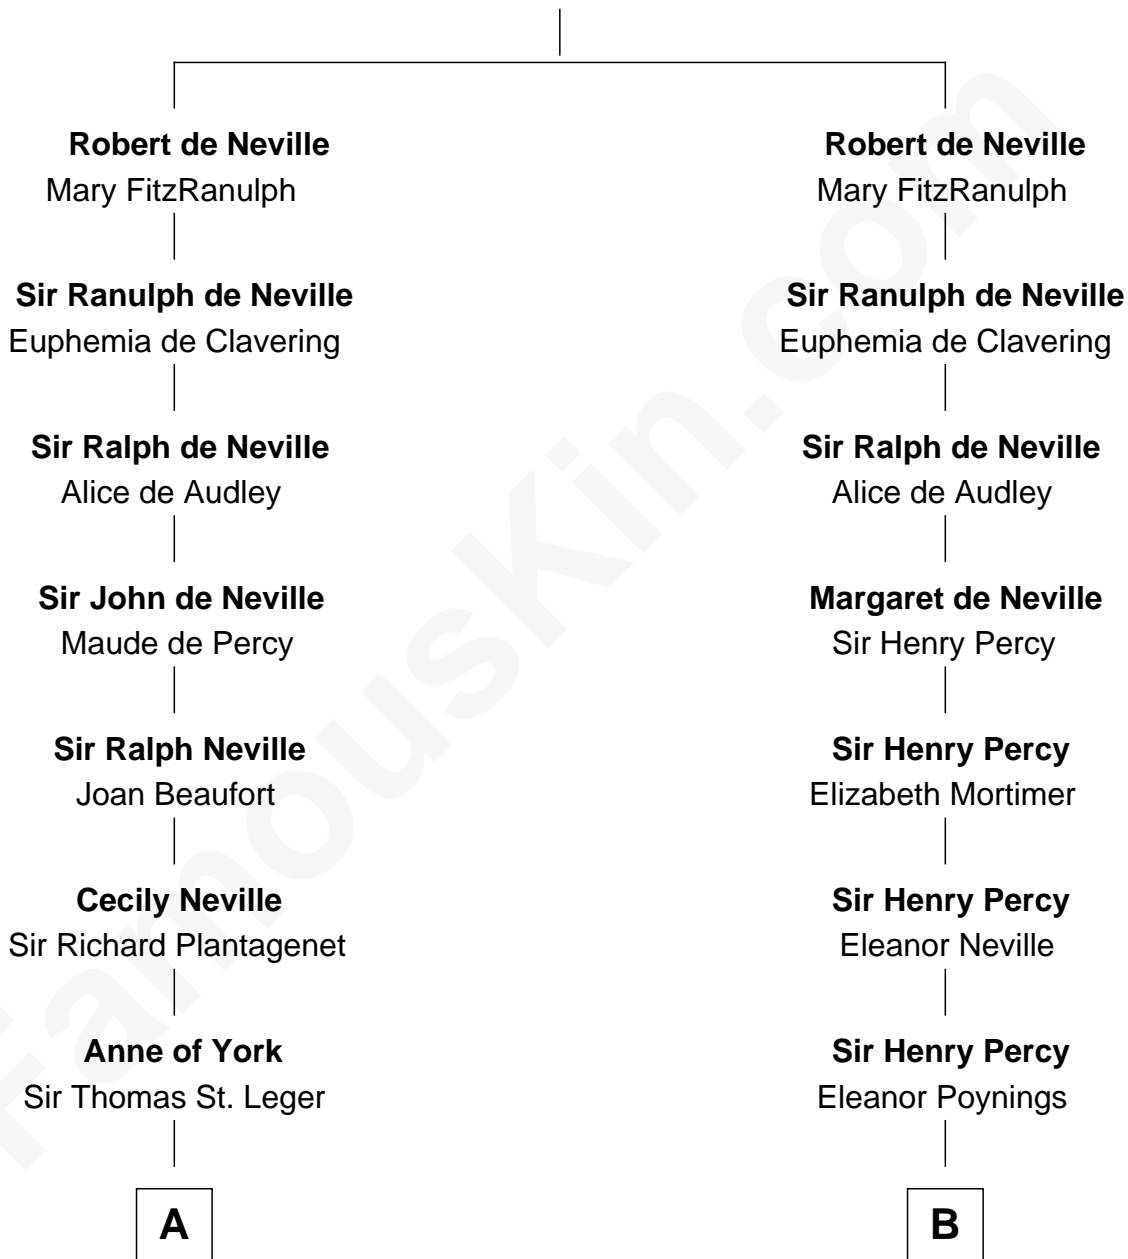 Robert de Neville
Mary FitzRanulph
Sir Ranulph de Neville
Euphemia de Clavering
Sir Ralph de Neville
Alice de Audley
Sir John de Neville
Maude de Percy
Sir Ralph Neville
Joan Beaufort
Cecily Neville
Sir Richard Plantagenet
Anne of York
Sir Thomas St. Leger
A
Robert de Neville
Mary FitzRanulph
Sir Ranulph de Neville
Euphemia de Clavering
Sir Ralph de Neville
Alice de Audley
Margaret de Neville
Sir Henry Percy
Sir Henry Percy
Elizabeth Mortimer
Sir Henry Percy
Eleanor Neville
Sir Henry Percy
Eleanor Poynings
B
FamousKin.com